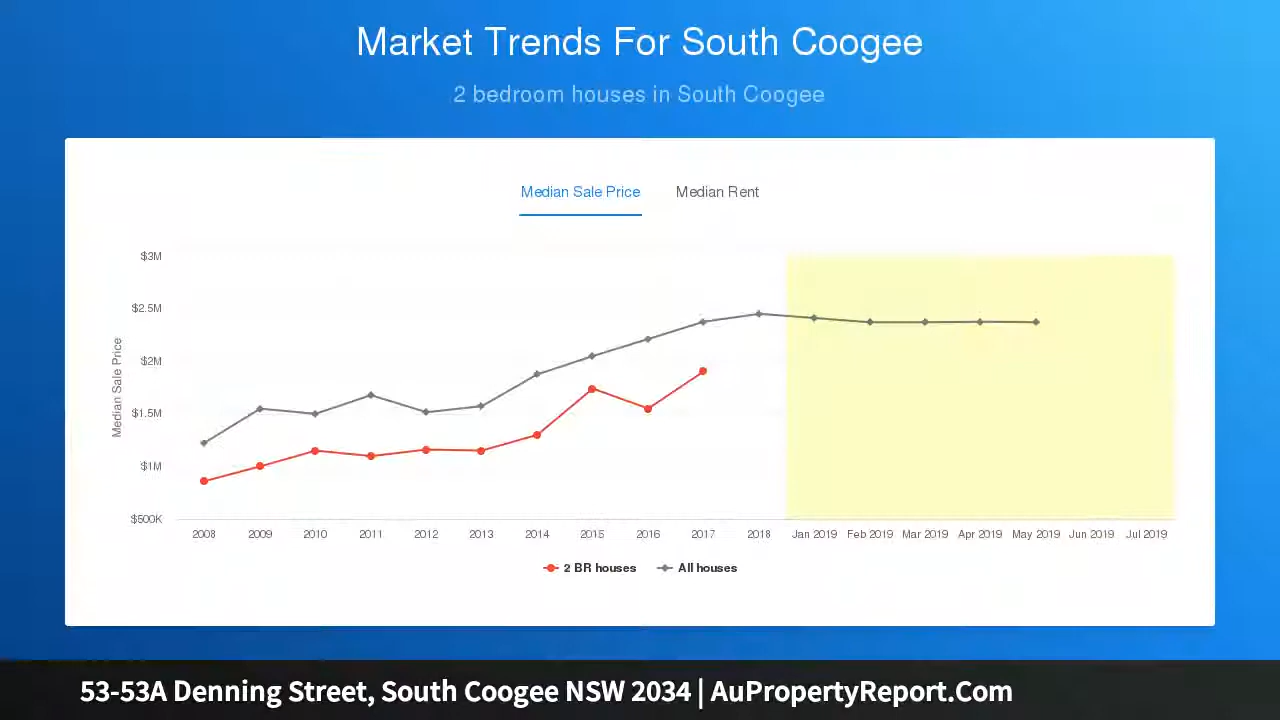 Market Trends For South Coogee
2 bedroom houses in South Coogee
Median Sale Price Median Rent
Median Sale Price
$3M
$2.5M
$2M
$1.5M
$1M
$500K
2008 2009 2010 2011 2012 2013 2014 2015 2016 2017 2018 Jan 2019 Feb 2019 Mar 2019 Apr 2019 May 2019 Jun 2019 Jul 2019
2 BR houses All houses
53-53A Denning Street, South Coogee NSW 2034 | AuPropertyReport.Com